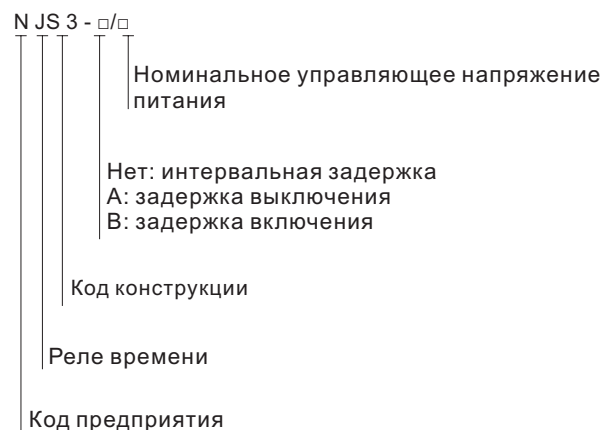 N JS 3 - □/□
Номинальное управляющее напряжение
питания
Нет: интервальная задержка
A: задержка выключения
B: задержка включения
Код конструкции
Реле времени
Код предприятия